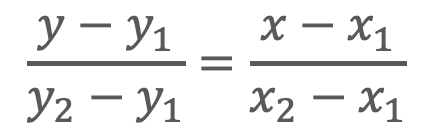 (y − y₁)/(y₂ − y₁) = (x − x₁)/(x₂ − x₁)